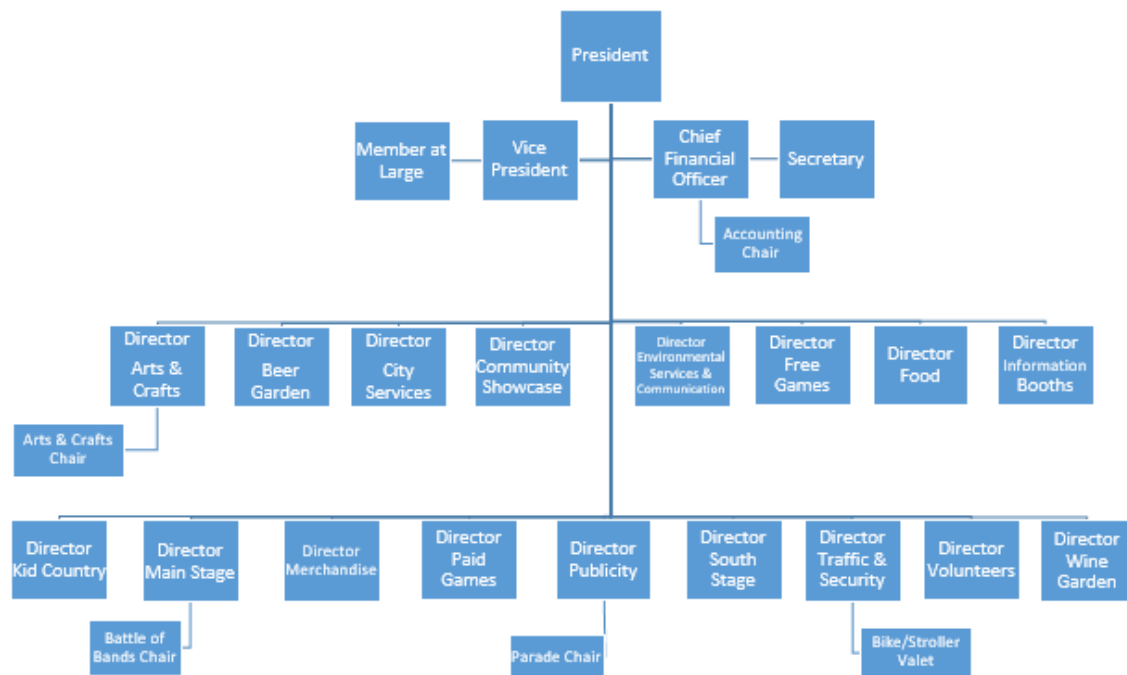 President
Member at
Large
Vice
President
Chief
Financial
Officer
Secretary
Accounting
Chair
Director
Arts &
Crafts
Director
Beer
Garden
Director
City
Services
Director
Community
Showcase
Director
Environmental
Services &
Communication
Director
Free
Games
Director
Food
Director
Information
Booths
Arts & Crafts
Chair
Director
Kid Country
Director
Main Stage
Director
Merchandise
Director
Paid
Games
Director
Publicity
Director
South
Stage
Director
Traffic &
Security
Director
Volunteers
Director
Wine
Garden
Battle of
Bands Chair
Parade Chair
Bike/Stroller
Valet